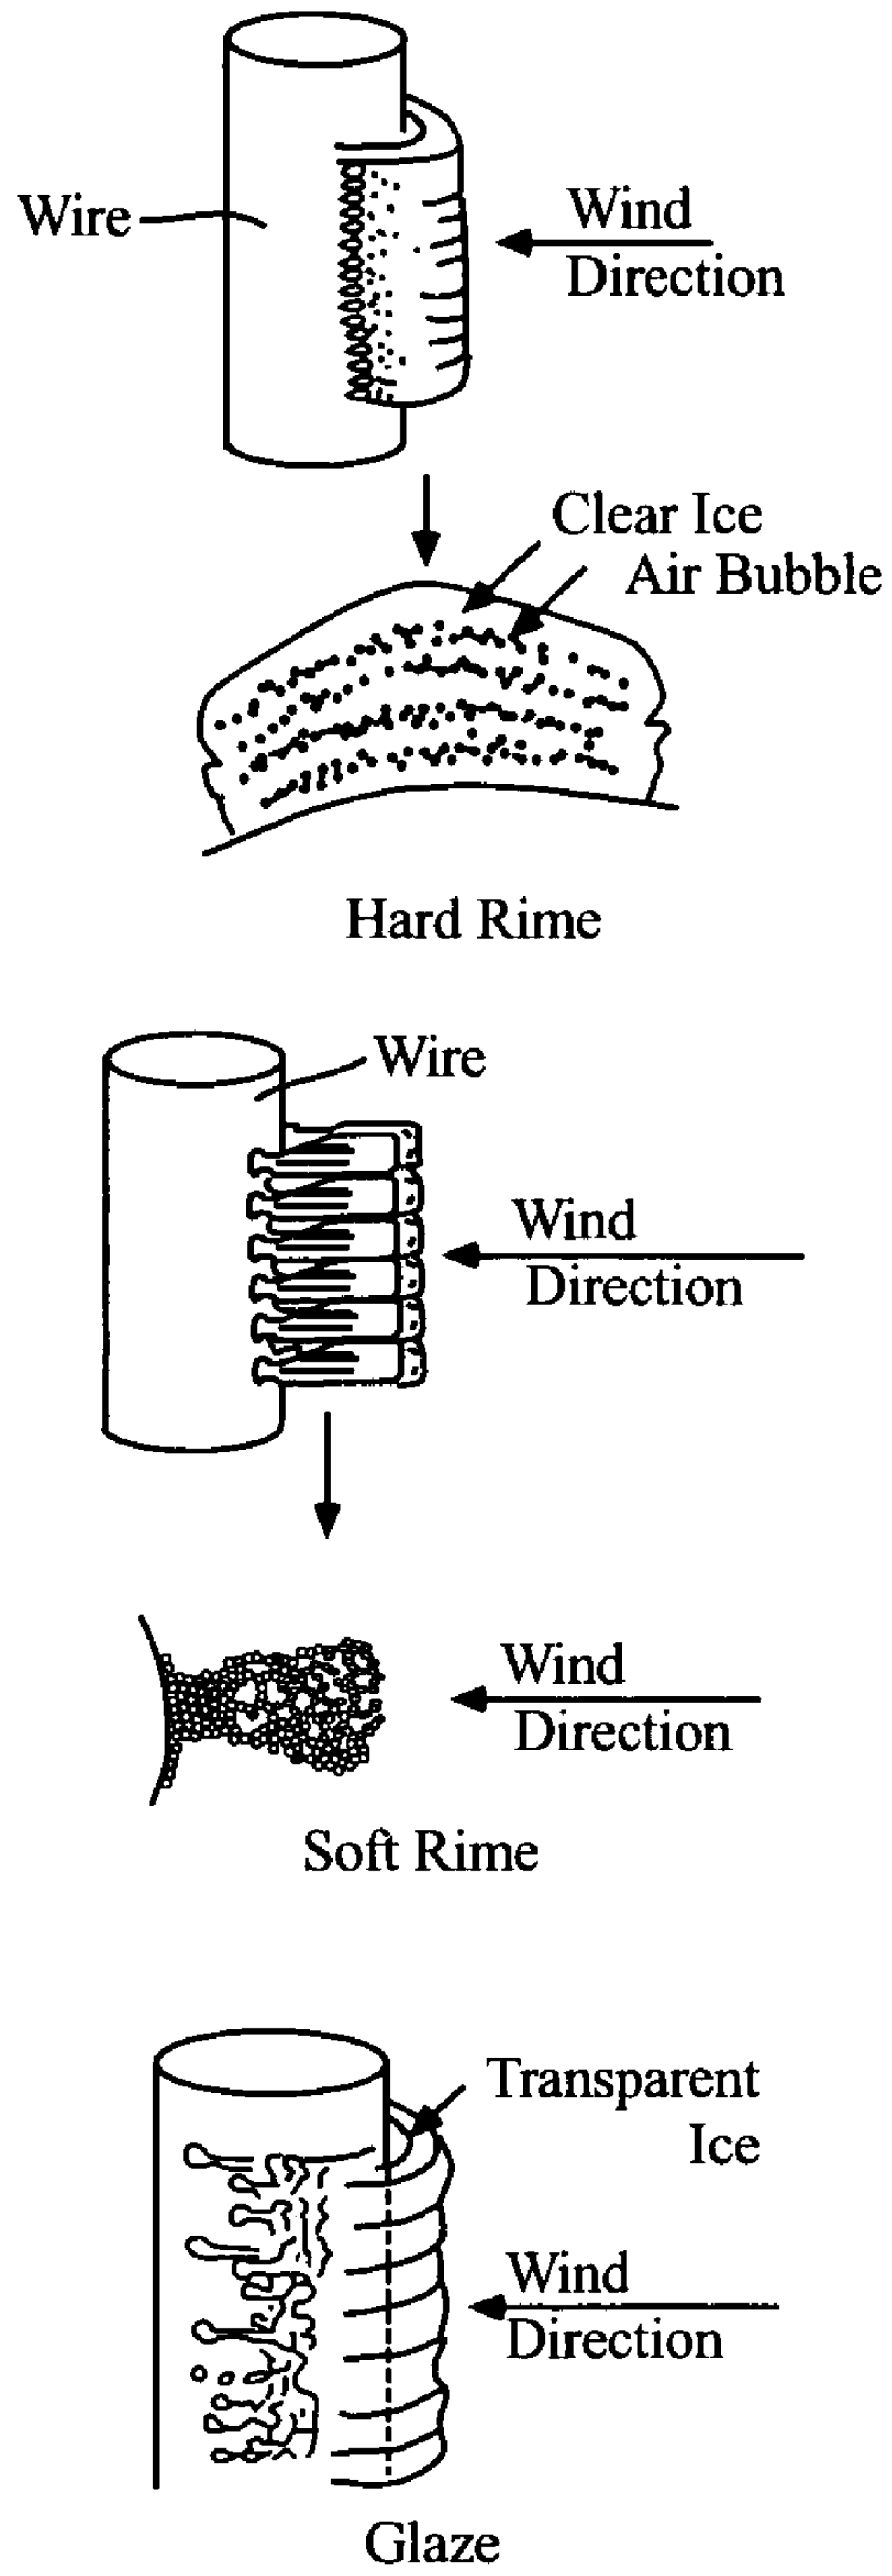 Wire
Wind
Direction
Clear Ice
Air Bubble
Hard Rime
Wire
Wind
Direction
Wind
Direction
Soft Rime
Transparent
Ice
Wind
Direction
Glaze